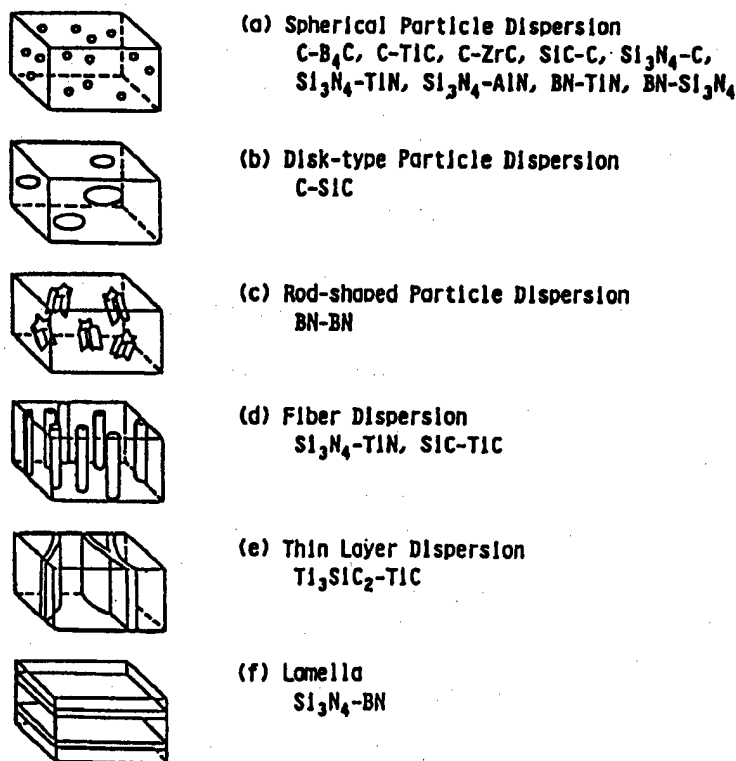 (a) Spherical Particle Dispersion
C-B₄C, C-TiC, C-ZrC, SiC-C, Si₃N₄-C,
Si₃N₄-TiN, Si₃N₄-AlN, BN-TiN, BN-Si₃N₄
(b) Disk-type Particle Dispersion
C-SiC
(c) Rod-shaped Particle Dispersion
BN-BN
(d) Fiber Dispersion
Si₃N₄-TiN, SiC-TiC
(e) Thin Layer Dispersion
Ti₃SiC₂-TiC
(f) Lamella
Si₃N₄-BN